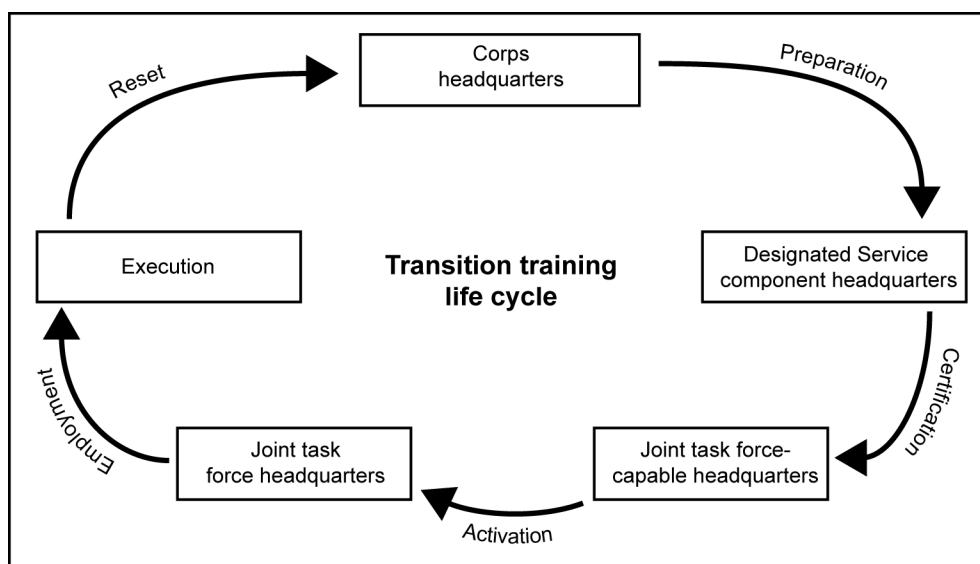 Corps
headquarters
Preparation
Designated Service
component headquarters
Certification
Joint task force-
capable headquarters
Activation
Joint task
force headquarters
Employment
Execution
Reset
Transition training
life cycle